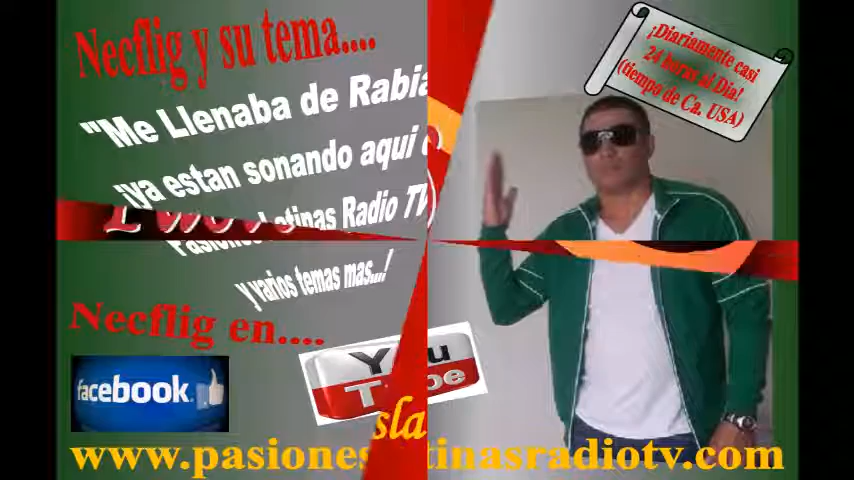 Necflig y su tema....
"Me Llenaba de Rabia
¡ya estan sonando aqui
Latinas Radio TV
y varios temas mas...!
Necflig en....
facebook
You
Tube
www.pasiones tinasradiotv.com
¡Diariamente casi
24 horas al Dia!
(tiempo de Ca. USA)